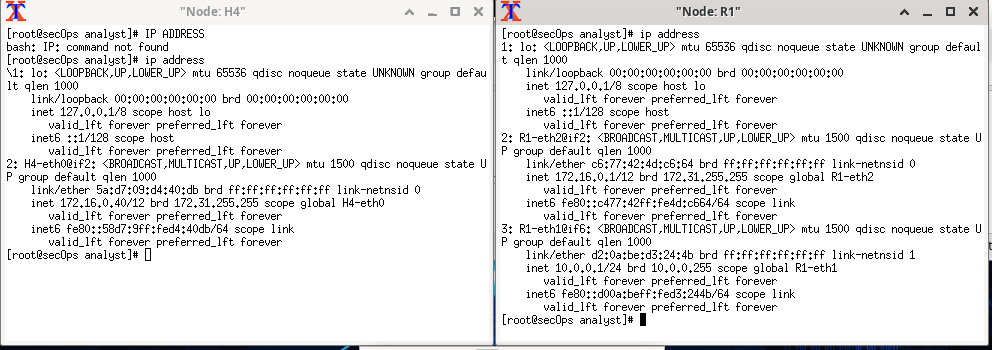 "Node: H4"
[root@secOps analyst]# IP ADDRESS
bash: IP: command not found
[root@secOps analyst]# ip address
\1: lo: <LOOPBACK,UP,LOWER_UP> mtu 65536 qdisc noqueue state UNKNOWN group defau
lt qlen 1000
    link/loopback 00:00:00:00:00:00 brd 00:00:00:00:00:00
    inet 127.0.0.1/8 scope host lo
       valid_lft forever preferred_lft forever
    inet6 ::1/128 scope host
       valid_lft forever preferred_lft forever
2: H4-eth0@if2: <BROADCAST,MULTICAST,UP,LOWER_UP> mtu 1500 qdisc noqueue state U
P group default qlen 1000
    link/ether 5a:d7:09:d4:40:db brd ff:ff:ff:ff:ff:ff link-netnsid 0
    inet 172.16.0.40/12 brd 172.31.255.255 scope global H4-eth0
       valid_lft forever preferred_lft forever
    inet6 fe80::58d7:9ff:fed4:40db/64 scope link
       valid_lft forever preferred_lft forever
[root@secOps analyst]#
"Node: R1"
[root@secOps analyst]# ip address
1: lo: <LOOPBACK,UP,LOWER_UP> mtu 65536 qdisc noqueue state UNKNOWN group defaul
t qlen 1000
    link/loopback 00:00:00:00:00:00 brd 00:00:00:00:00:00
    inet 127.0.0.1/8 scope host lo
       valid_lft forever preferred_lft forever
    inet6 ::1/128 scope host
       valid_lft forever preferred_lft forever
2: R1-eth2@if2: <BROADCAST,MULTICAST,UP,LOWER_UP> mtu 1500 qdisc noqueue state U
P group default qlen 1000
    link/ether c6:77:42:4d:c6:64 brd ff:ff:ff:ff:ff:ff link-netnsid 0
    inet 172.16.0.1/12 brd 172.31.255.255 scope global R1-eth2
       valid_lft forever preferred_lft forever
    inet6 fe80::c477:42ff:fe4d:c664/64 scope link
       valid_lft forever preferred_lft forever
3: R1-eth1@if6: <BROADCAST,MULTICAST,UP,LOWER_UP> mtu 1500 qdisc noqueue state U
P group default qlen 1000
    link/ether d2:0a:be:d3:24:4b brd ff:ff:ff:ff:ff:ff link-netnsid 1
    inet 10.0.0.1/24 brd 10.0.0.255 scope global R1-eth1
       valid_lft forever preferred_lft forever
    inet6 fe80::d00a:beff:fed3:244b/64 scope link
       valid_lft forever preferred_lft forever
[root@secOps analyst]#